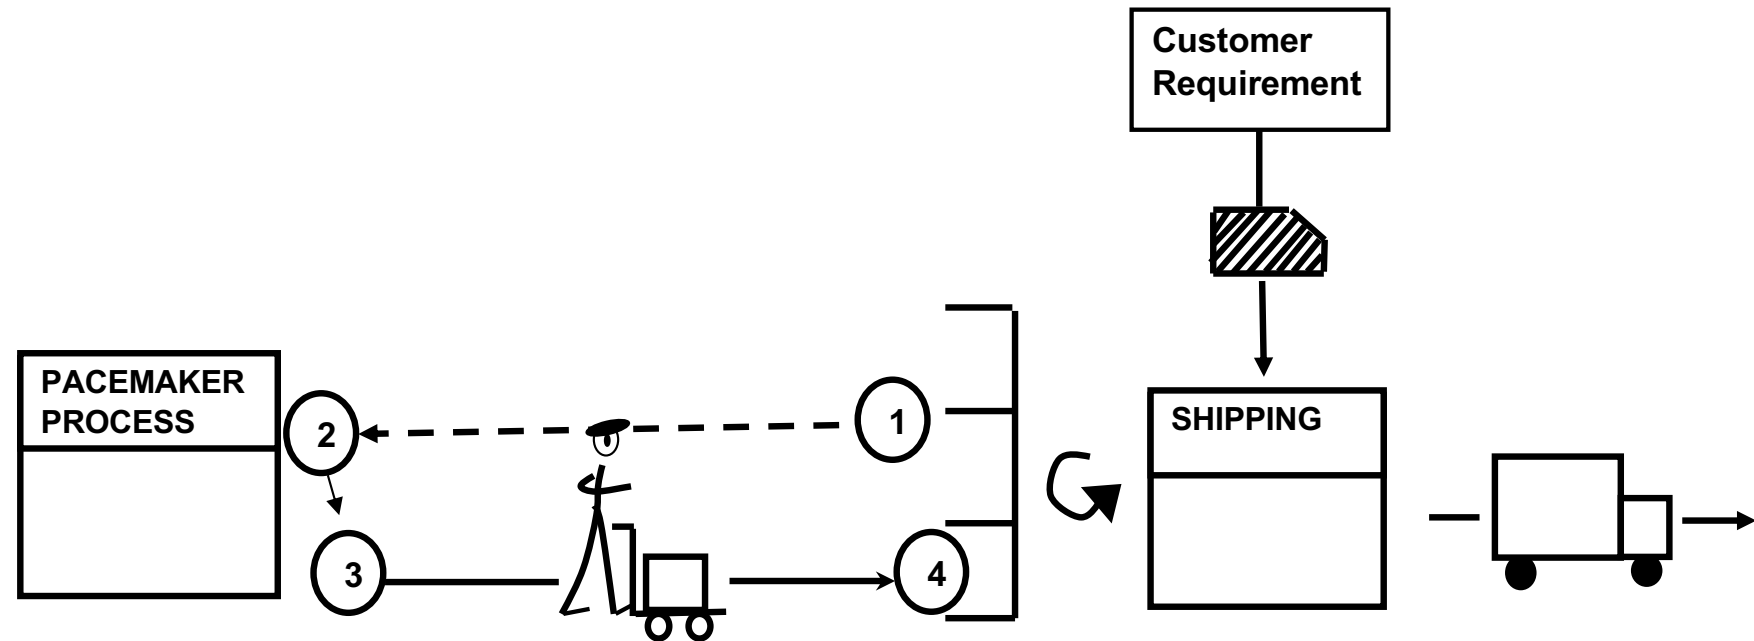 Customer
Requirement
PACEMAKER
PROCESS
2
1
SHIPPING
3
4